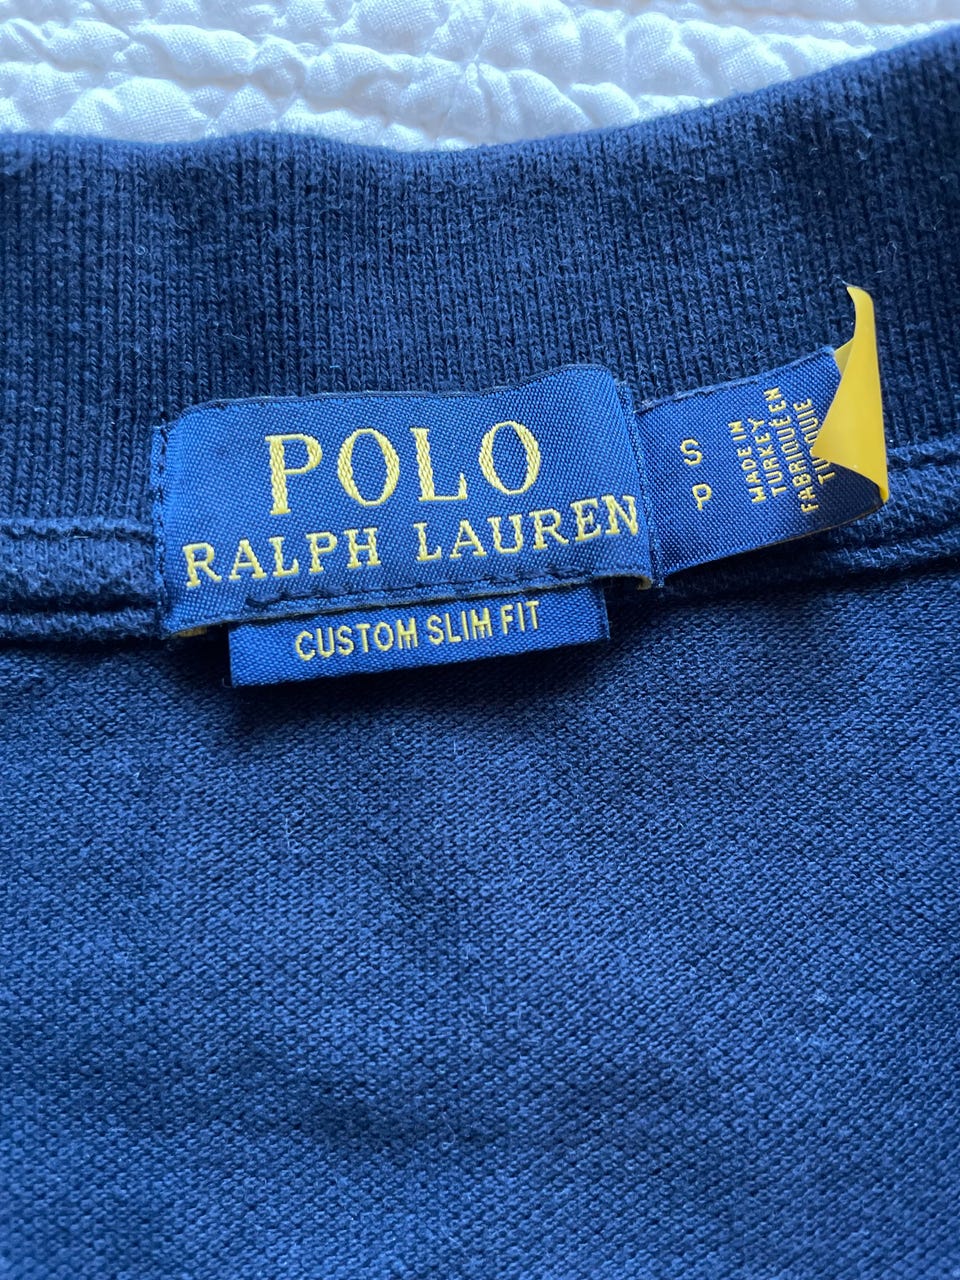 POLO
RALPH LAUREN
CUSTOM SLIM FIT
S
P
MADE IN
TURKEY
FABRIQUÉ EN